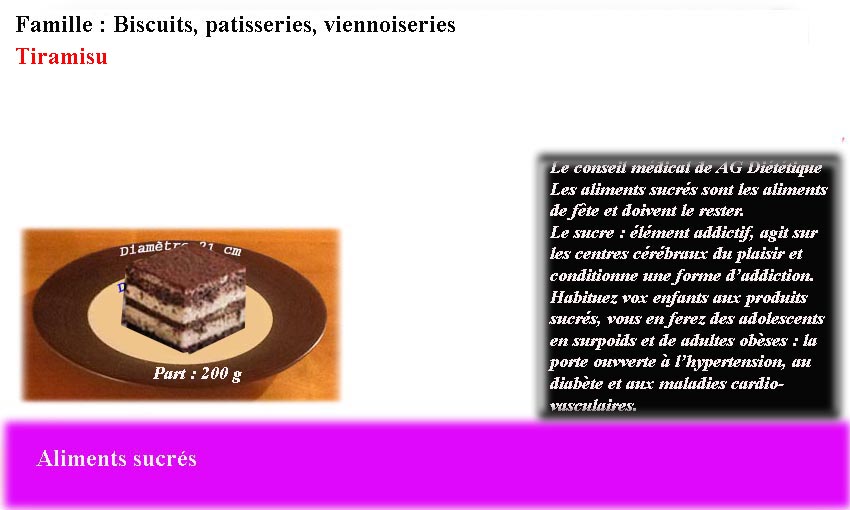 Famille : Biscuits, patisseries, viennoiseries
Tiramisu
Le conseil médical de AG Diététique
Les aliments sucrés sont les aliments
de fête et doivent le rester.
Le sucre : élément addictif, agit sur
les centres cérébraux du plaisir et
conditionne une forme d'addiction.
Habituez vox enfants aux produits
sucrés, vous en ferez des adolescents
en surpoids et de adultes obèses : la
porte ouvverte à l'hypertension, au
diabète et aux maladies cardio-
vasculaires.
Diamètre 21 cm
Part : 200 g
Aliments sucrés